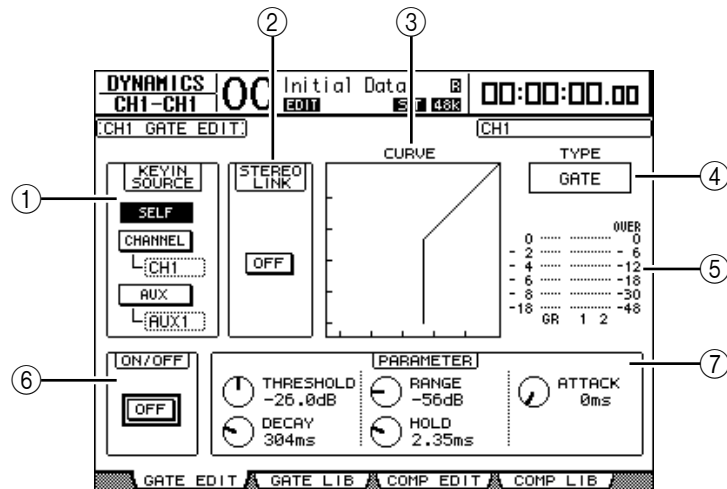 ② ③
DYNAMICS
CH1-CH1
00 Initial Data R
EDIT 48K
00:00:00.00
CH1 GATE EDIT
CH1
① KEYIN SOURCE
SELF
CHANNEL
CH1
AUX
AUX1
STEREO LINK
OFF
CURVE
TYPE
GATE ④
OVER
0 0
-2 -6
-4 -12 ⑤
-6 -18
-8 -30
-18 -48
GR 1 2
⑥ ON/OFF
OFF
PARAMETER ⑦
THRESHOLD
-26.0dB
RANGE
-56dB
ATTACK
0ms
DECAY
304ms
HOLD
2.35ms
GATE EDIT GATE LIB COMP EDIT COMP LIB